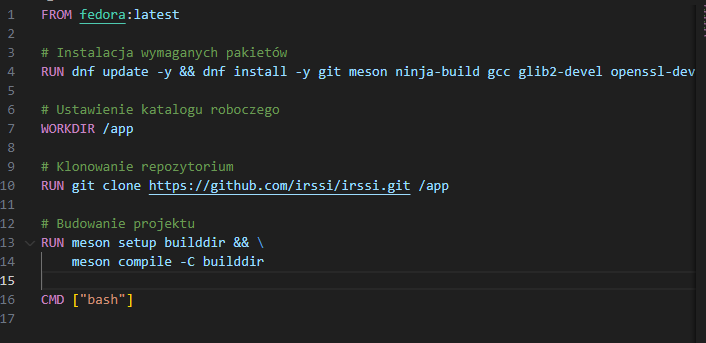 1 FROM fedora:latest
2
3 # Instalacja wymaganych pakietów
4 RUN dnf update -y && dnf install -y git meson ninja-build gcc glib2-devel openssl-dev
5
6 # Ustawienie katalogu roboczego
7 WORKDIR /app
8
9 # Klonowanie repozytorium
10 RUN git clone https://github.com/irssi/irssi.git /app
11
12 # Budowanie projektu
13 RUN meson setup builddir && \
14 meson compile -C builddir
15
16 CMD ["bash"]
17